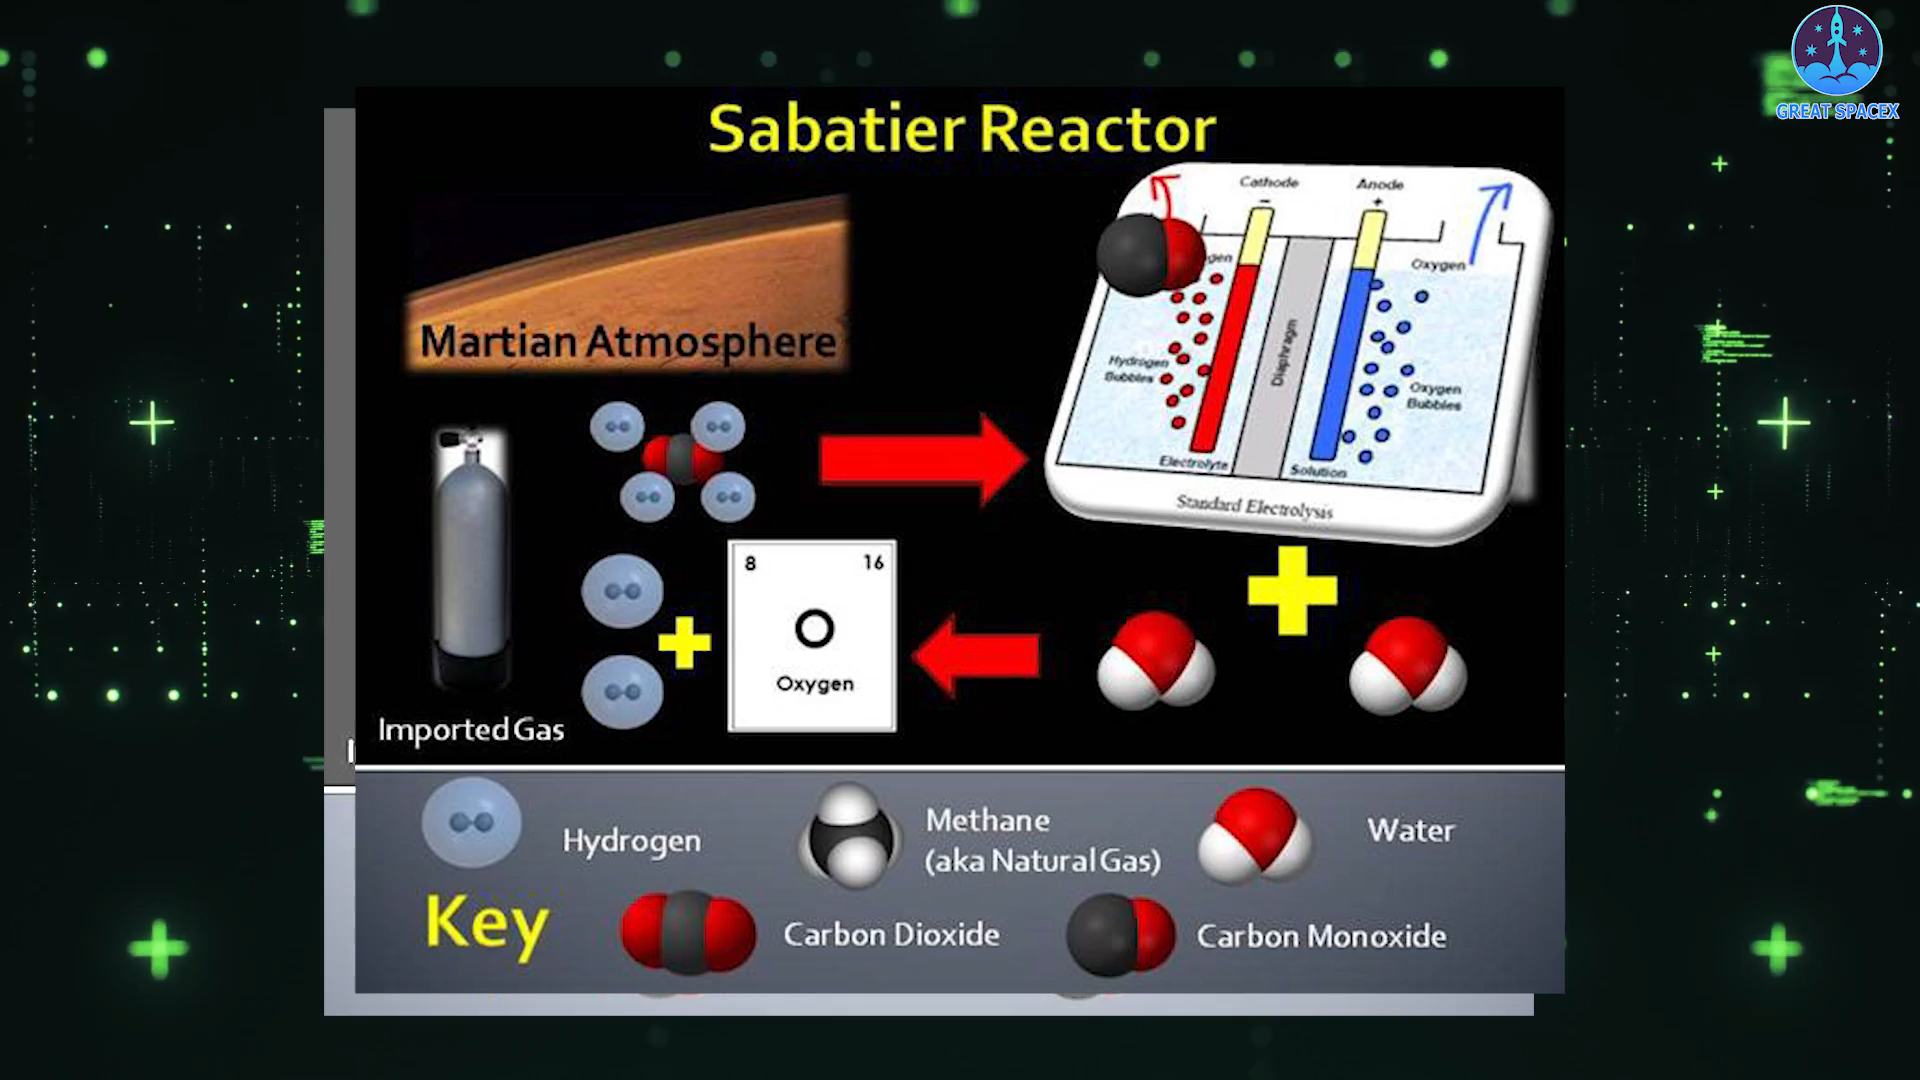 GREAT SPACEX
Sabatier Reactor
Cathode
Anode
-
+
gen
Oxygen
Martian Atmosphere
Diaphragm
Hydrogen
Bubbles
Oxygen
Bubbles
Electrolyte
Solution
Standard Electrolysis
8
16
O
Oxygen
Imported Gas
Hydrogen
Methane
(aka Natural Gas)
Water
Key
Carbon Dioxide
Carbon Monoxide